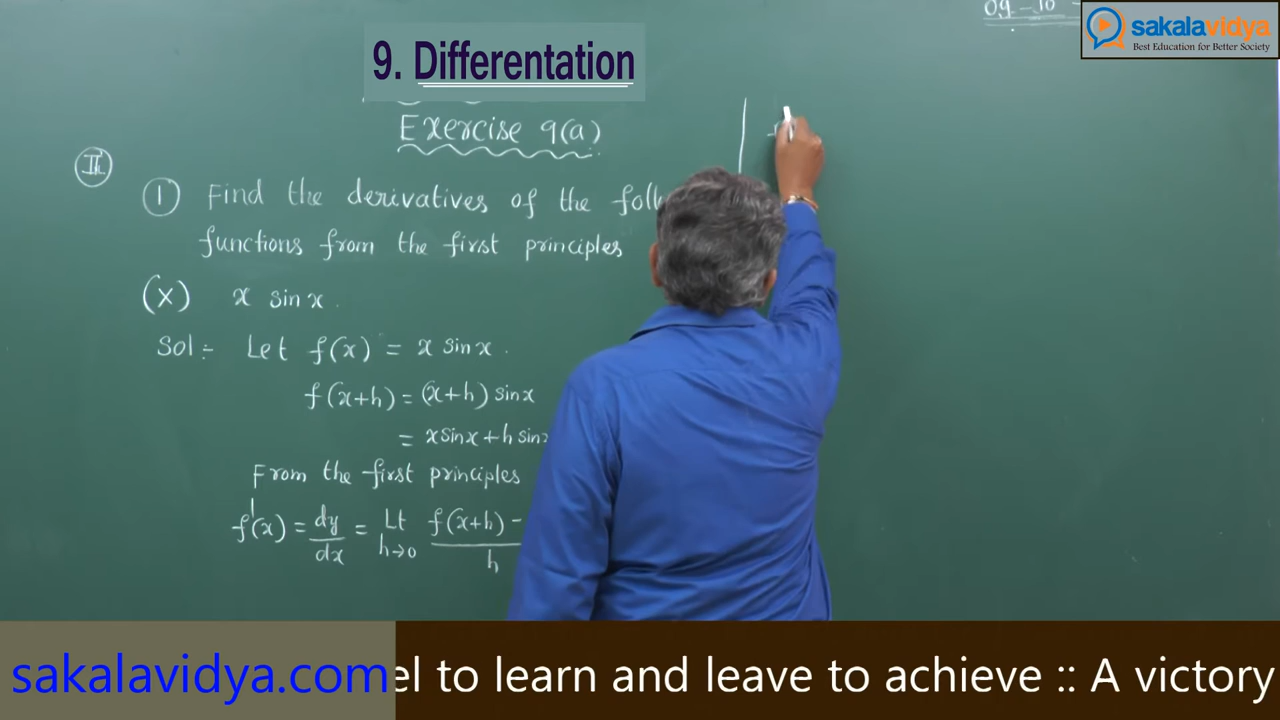 09-10-
sakalavidya
Best Education for Better Society
9. Differentation
Exercise 9(a)
II
1 Find the derivatives of the
functions from the first principles
(x) x sin x.
Sol:- Let f(x) = x sin x.
f(x+h) = (x+h) sin x
= x sin x + h sin
From the first principles
f'(x) = dy/dx = Lt h→0 f(x+h) - / h
sakalavidya.com
el to learn and leave to achieve :: A victory